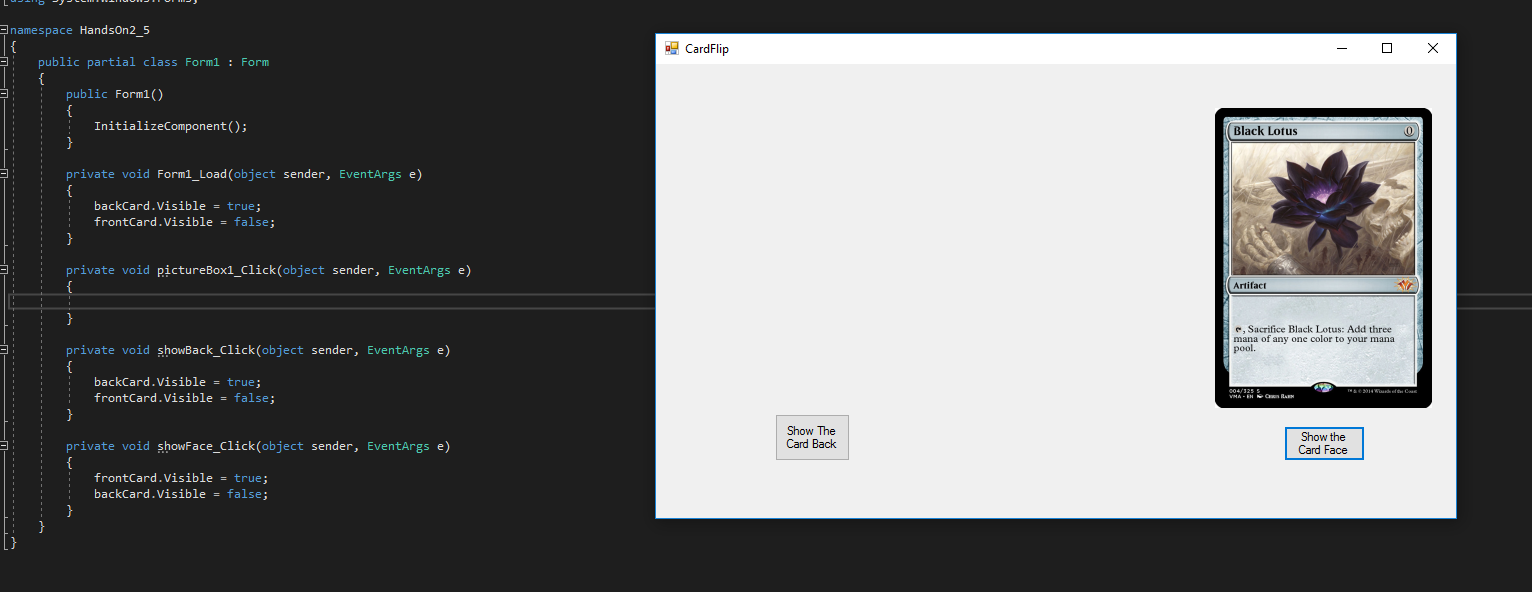 using System.Windows.Forms;
namespace HandsOn2_5
{
public partial class Form1 : Form
{
public Form1()
{
InitializeComponent();
}
private void Form1_Load(object sender, EventArgs e)
{
backCard.Visible = true;
frontCard.Visible = false;
}
private void pictureBox1_Click(object sender, EventArgs e)
{
}
private void showBack_Click(object sender, EventArgs e)
{
backCard.Visible = true;
frontCard.Visible = false;
}
private void showFace_Click(object sender, EventArgs e)
{
frontCard.Visible = true;
backCard.Visible = false;
}
}
}
CardFlip
Black Lotus 0
Artifact
, Sacrifice Black Lotus: Add three
mana of any one color to your mana
pool.
004/325 S
VMA • EN Chris Rahn
™ & © 2014 Wizards of the Coast
Show The
Card Back
Show the
Card Face